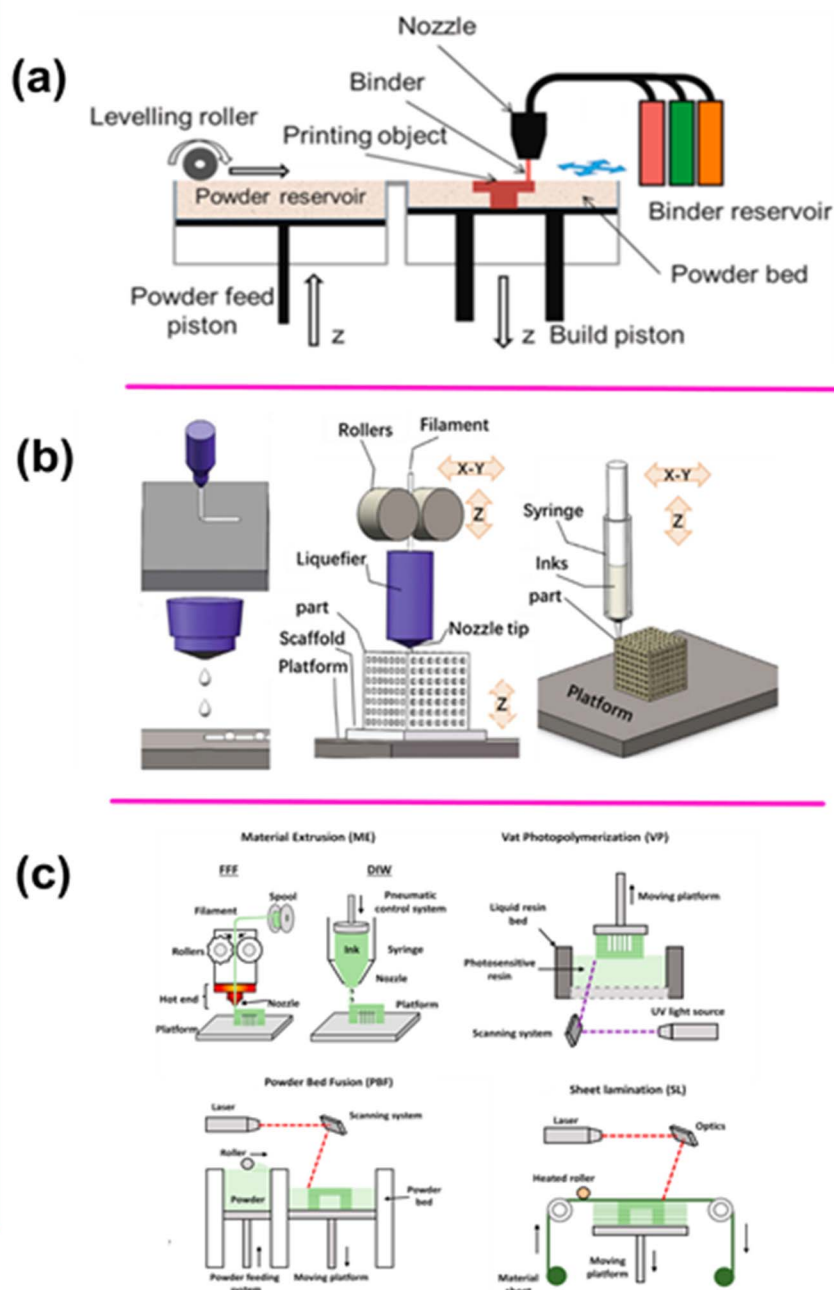 (a)
Nozzle
Binder
Levelling roller
Printing object
Powder reservoir
Binder reservoir
Powder bed
Powder feed
piston
z
z
Build piston
(b)
Rollers
Filament
X-Y
Z
Liquefier
part
Nozzle tip
Scaffold
Platform
Z
X-Y
Z
Syringe
Inks
part
Platform
(c)
Material Extrusion (ME)
FFF
DIW
Filament
Spool
Rollers
Hot end
Nozzle
Platform
Pneumatic
control system
Ink
Syringe
Nozzle
Platform
Vat Photopolymerization (VP)
Moving platform
Liquid resin
bed
Photosensitive
resin
UV light source
Scanning system
Powder Bed Fusion (PBF)
Laser
Scanning system
Roller
Powder
Powder
bed
Powder feeding
Moving platform
Sheet lamination (SL)
Laser
Optics
Heated roller
Moving
platform
Material